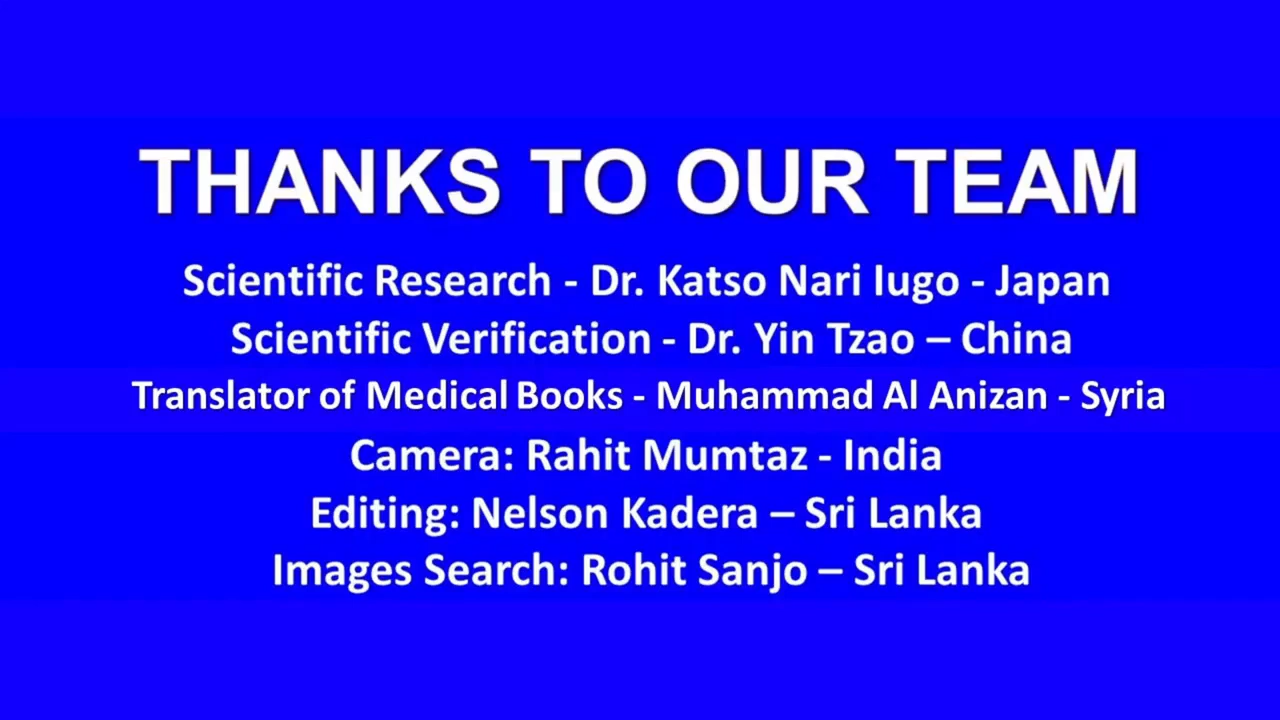 THANKS TO OUR TEAM
Scientific Research - Dr. Katso Nari Iugo - Japan
Scientific Verification - Dr. Yin Tzao – China
Translator of Medical Books - Muhammad Al Anizan - Syria
Camera: Rahit Mumtaz - India
Editing: Nelson Kadera – Sri Lanka
Images Search: Rohit Sanjo – Sri Lanka